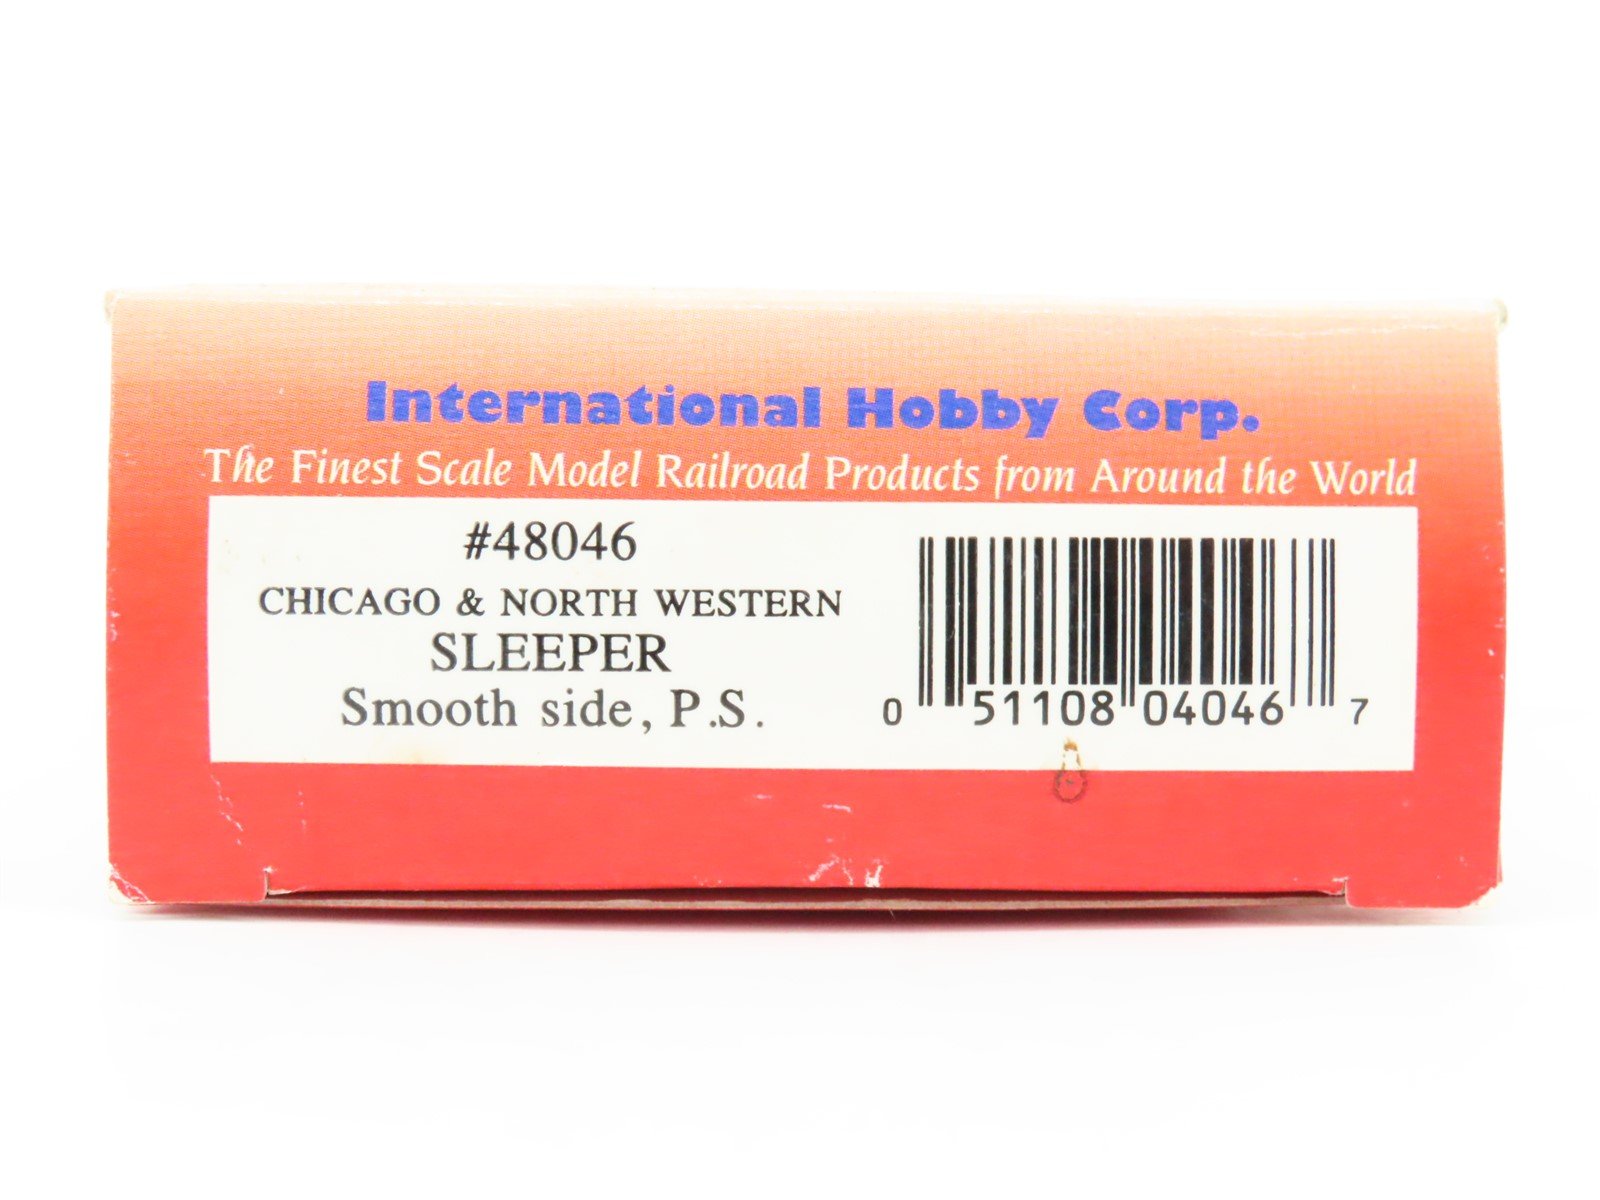 International Hobby Corp.
The Finest Scale Model Railroad Products from Around the World
#48046
CHICAGO & NORTH WESTERN
SLEEPER
Smooth side, P.S.
0 51108 04046 7